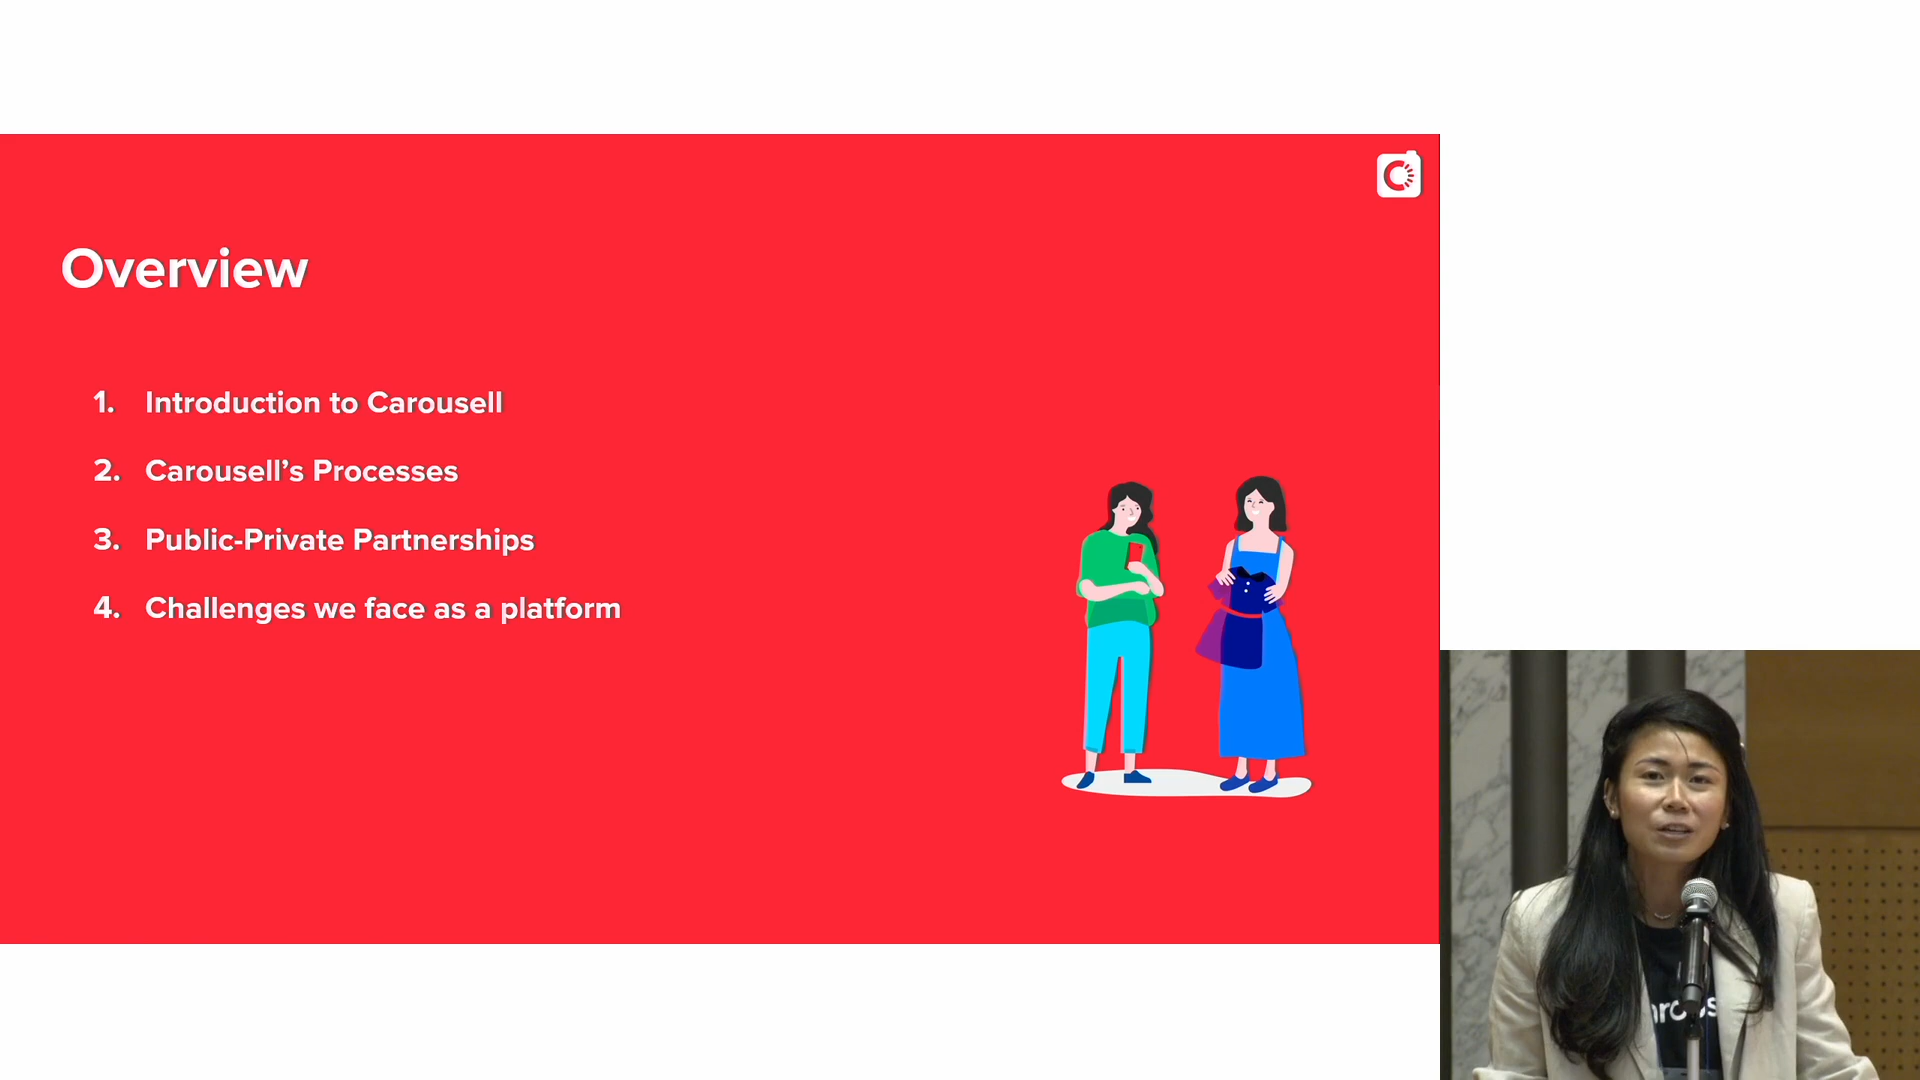 Overview
1. Introduction to Carousell
2. Carousell’s Processes
3. Public-Private Partnerships
4. Challenges we face as a platform